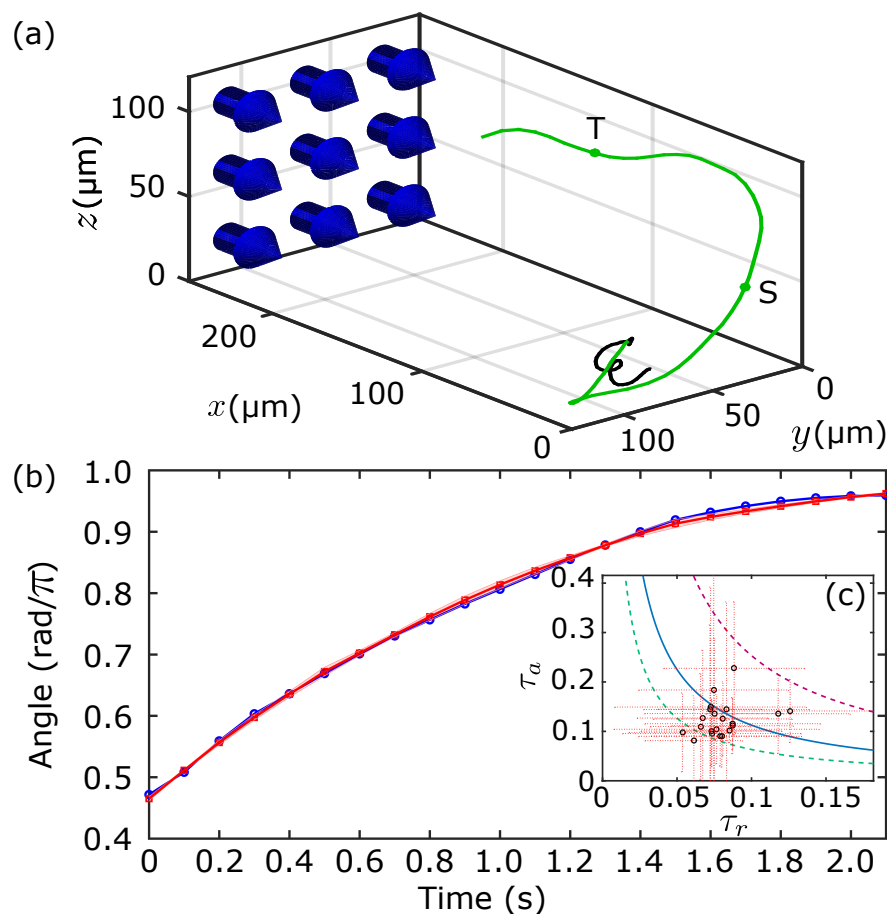 (a)
z(μm)
100
50
0
200
100
0
x(μm)
T
S
0
50
100
y(μm)
(b)
Angle (rad/π)
1.0
0.9
0.8
0.7
0.6
0.5
0.4
0 0.2 0.4 0.6 0.8 1.0 1.2 1.4 1.6 1.8 2.0
Time (s)
(c)
τa
0.4
0.3
0.2
0.1
0
0 0.05 0.1 0.15
τr